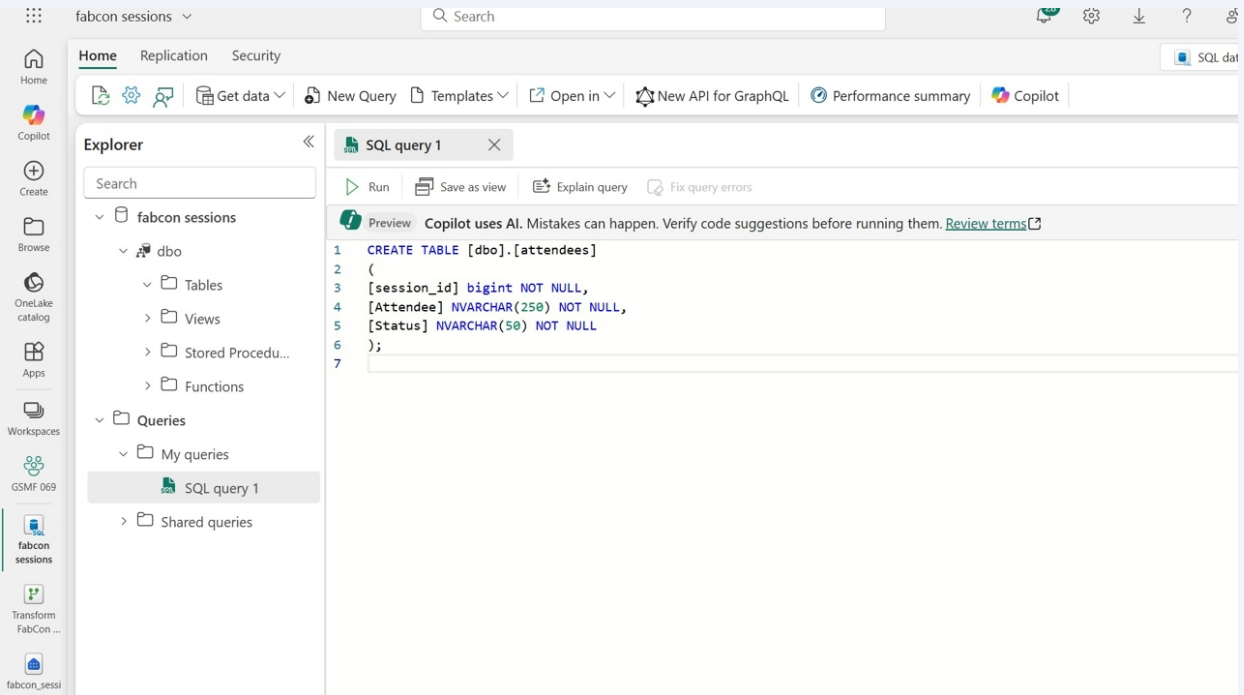 fabcon sessions
Search
28
Home Replication Security
SQL dat
Get data New Query Templates Open in New API for GraphQL Performance summary Copilot
Home
Copilot
Create
Browse
OneLake
catalog
Apps
Workspaces
GSMF 069
fabcon
sessions
Transform
FabCon ...
fabcon_sessi
Explorer
Search
fabcon sessions
dbo
Tables
Views
Stored Procedu...
Functions
Queries
My queries
SQL query 1
Shared queries
SQL query 1
Run Save as view Explain query Fix query errors
Preview Copilot uses AI. Mistakes can happen. Verify code suggestions before running them. Review terms
1 CREATE TABLE [dbo].[attendees]
2 (
3 [session_id] bigint NOT NULL,
4 [Attendee] NVARCHAR(250) NOT NULL,
5 [Status] NVARCHAR(50) NOT NULL
6 );
7